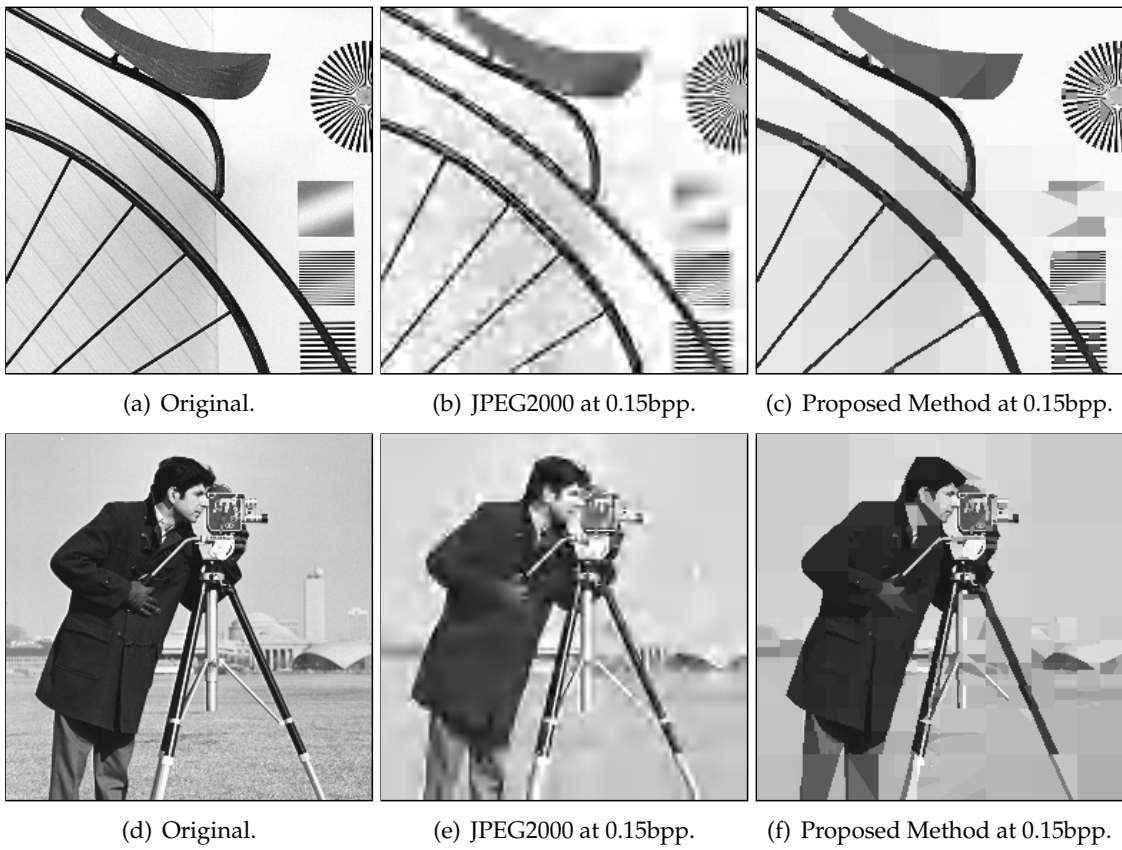 (a) Original.
(b) JPEG2000 at 0.15bpp.
(c) Proposed Method at 0.15bpp.
(d) Original.
(e) JPEG2000 at 0.15bpp.
(f) Proposed Method at 0.15bpp.